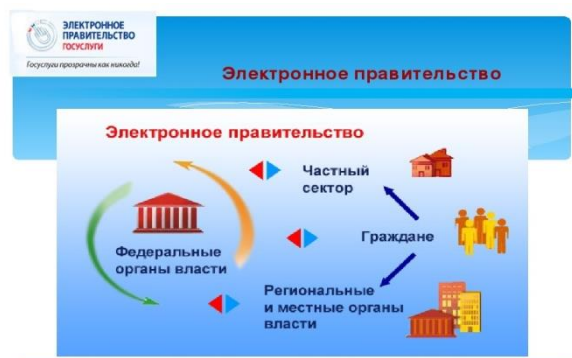 ЭЛЕКТРОННОЕ
ПРАВИТЕЛЬСТВО
ГОСУСЛУГИ
Госуслуги прозрачны как никогда!
Электронное правительство
Электронное правительство
Частный
сектор
Граждане
Федеральные
органы власти
Региональные
и местные органы
власти